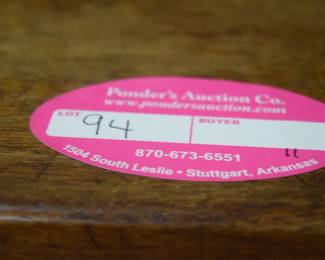 Ponder's Auction Co.
www.pondersauction.com
LOT 94 BUYER
870-673-6551
1504 South Leslie • Stuttgart, Arkansas